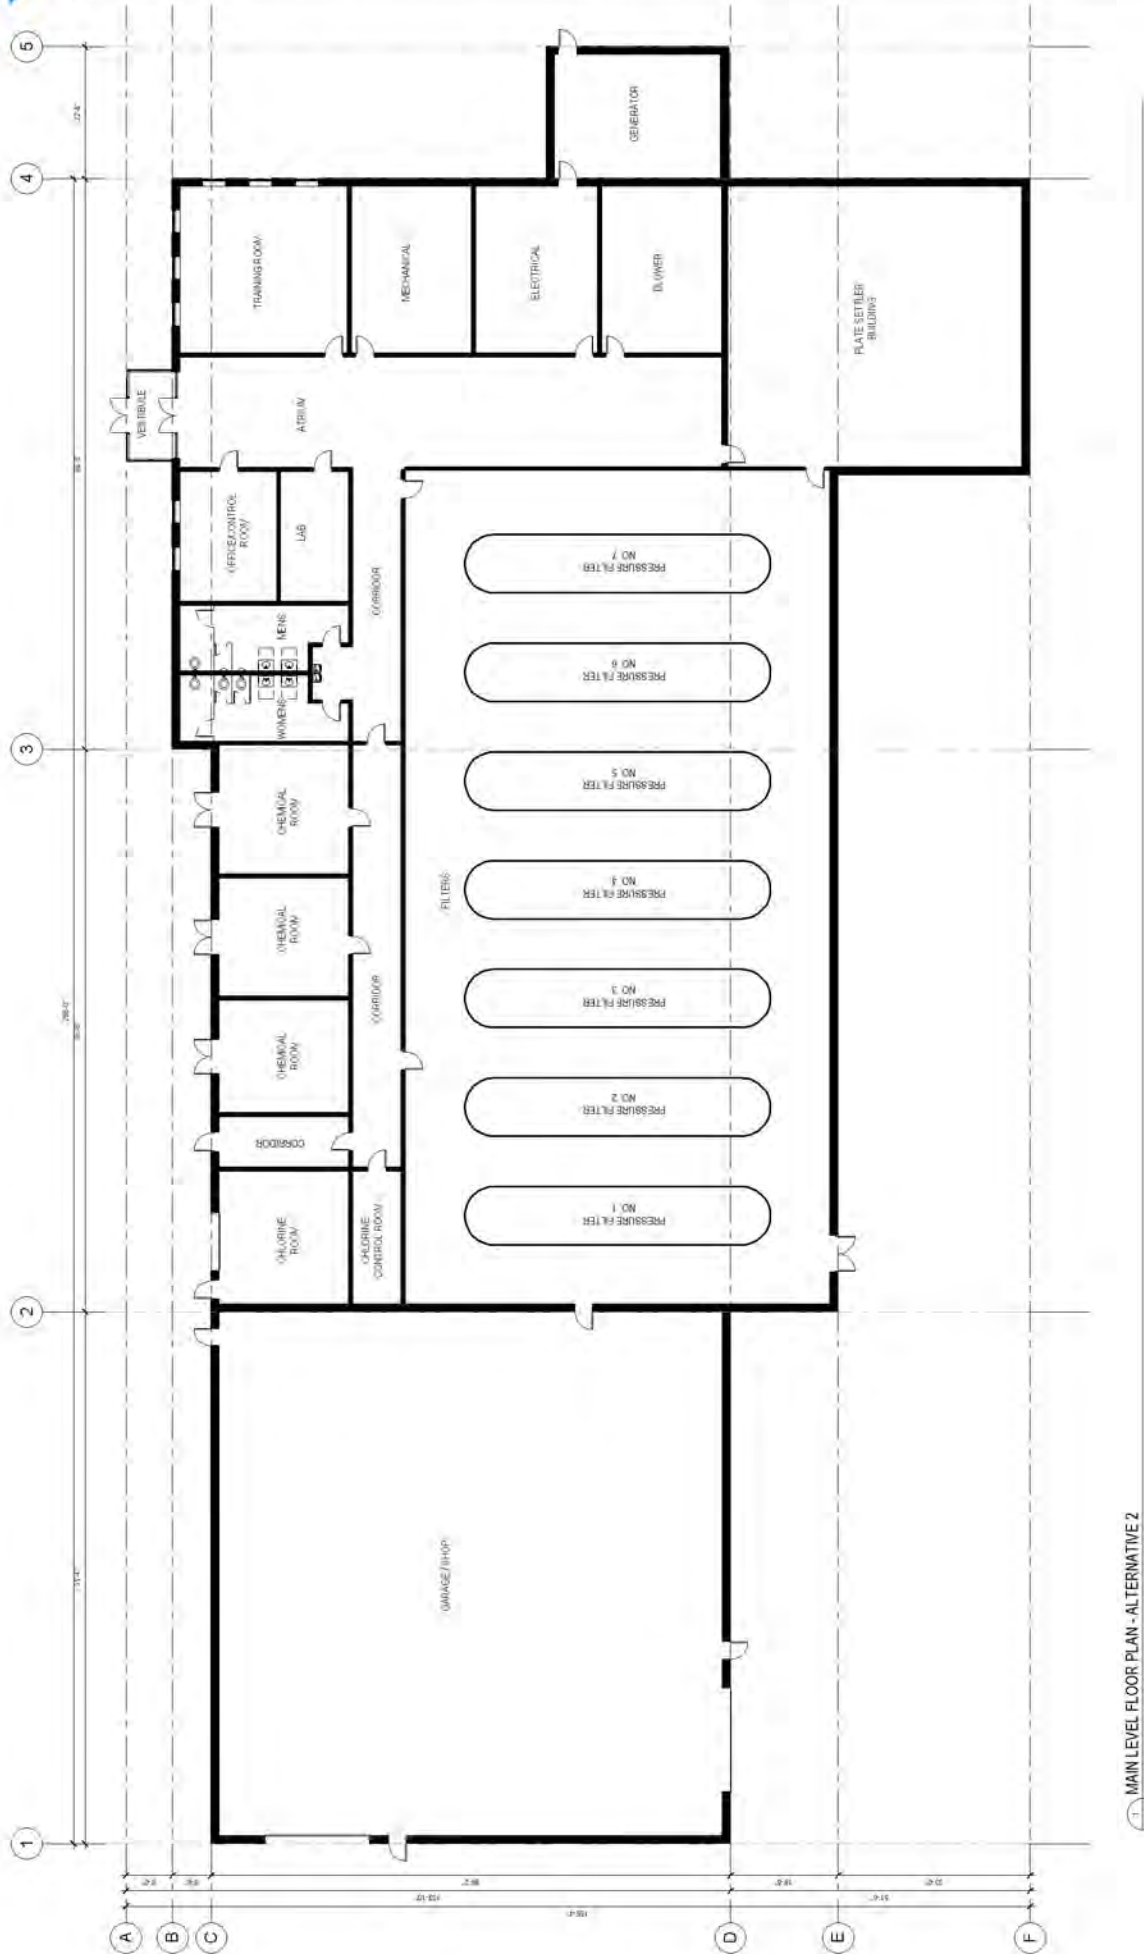 5
4
3
2
1
A
B
C
D
E
F
GENERATOR
TRAINING ROOM
MECHANICAL
ELECTRICAL
BLOWER
PLATE SETTLER
BUILDING
VESTIBULE
ATRIUM
OFFICE/CONTROL
ROOM
LAB
CORRIDOR
MENS
WOMENS
CHEMICAL
ROOM
CHEMICAL
ROOM
CHEMICAL
ROOM
CORRIDOR
CORRIDOR
CHLORINE
ROOM
CHLORINE
CONTROL ROOM
FILTERS
PRESSURE FILTER
NO. 7
PRESSURE FILTER
NO. 6
PRESSURE FILTER
NO. 5
PRESSURE FILTER
NO. 4
PRESSURE FILTER
NO. 3
PRESSURE FILTER
NO. 2
PRESSURE FILTER
NO. 1
GARAGE / SHOP
1
MAIN LEVEL FLOOR PLAN - ALTERNATIVE 2